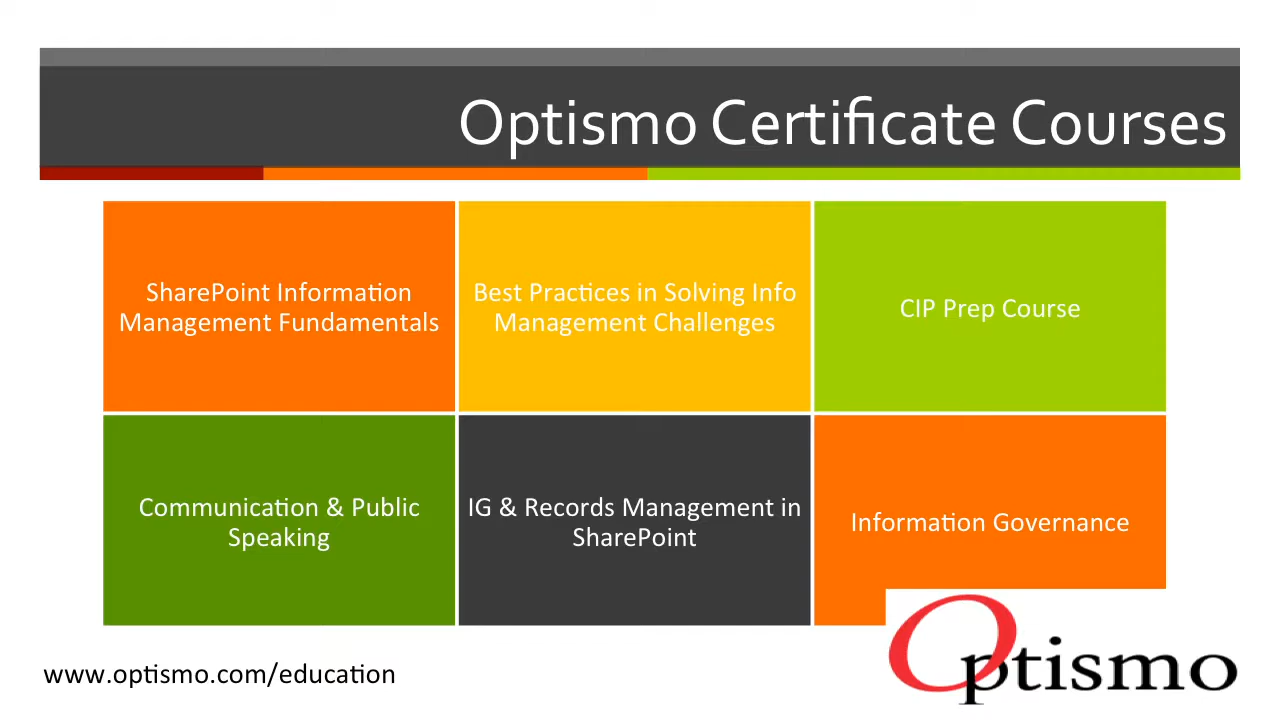 Optismo Certificate Courses
SharePoint Information
Management Fundamentals
Best Practices in Solving Info
Management Challenges
CIP Prep Course
Communication & Public
Speaking
IG & Records Management in
SharePoint
Information Governance
www.optismo.com/education
Optismo